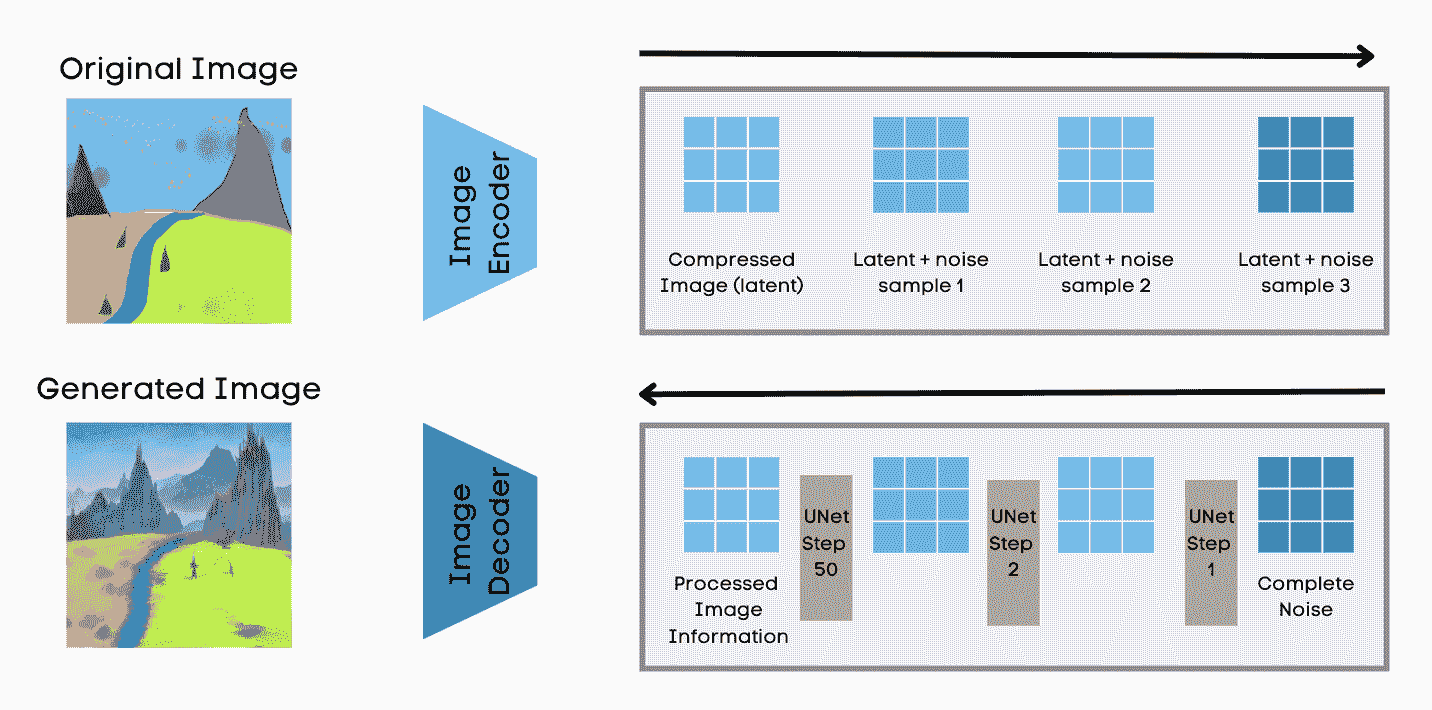 Original Image
Image
Encoder
Compressed
Image (latent)
Latent + noise
sample 1
Latent + noise
sample 2
Latent + noise
sample 3
Generated Image
Image
Decoder
Processed
Image
Information
UNet
Step
50
UNet
Step
2
UNet
Step
1
Complete
Noise